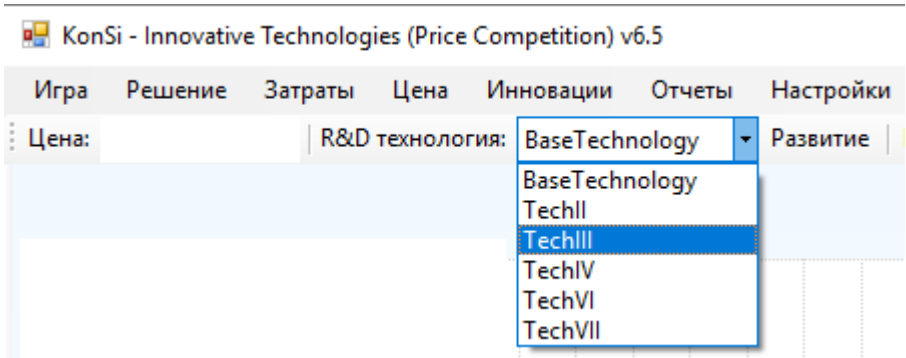 KonSi - Innovative Technologies (Price Competition) v6.5
Игра Решение Затраты Цена Инновации Отчеты Настройки
Цена: R&D технология: BaseTechnology Развитие
BaseTechnology
TechII
TechIII
TechIV
TechVI
TechVII